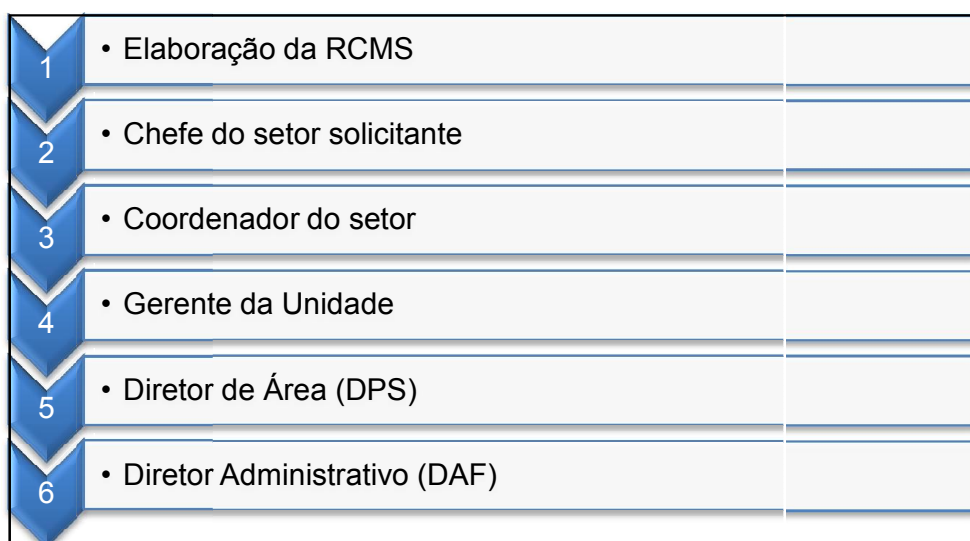 1 • Elaboração da RCMS
2 • Chefe do setor solicitante
3 • Coordenador do setor
4 • Gerente da Unidade
5 • Diretor de Área (DPS)
6 • Diretor Administrativo (DAF)